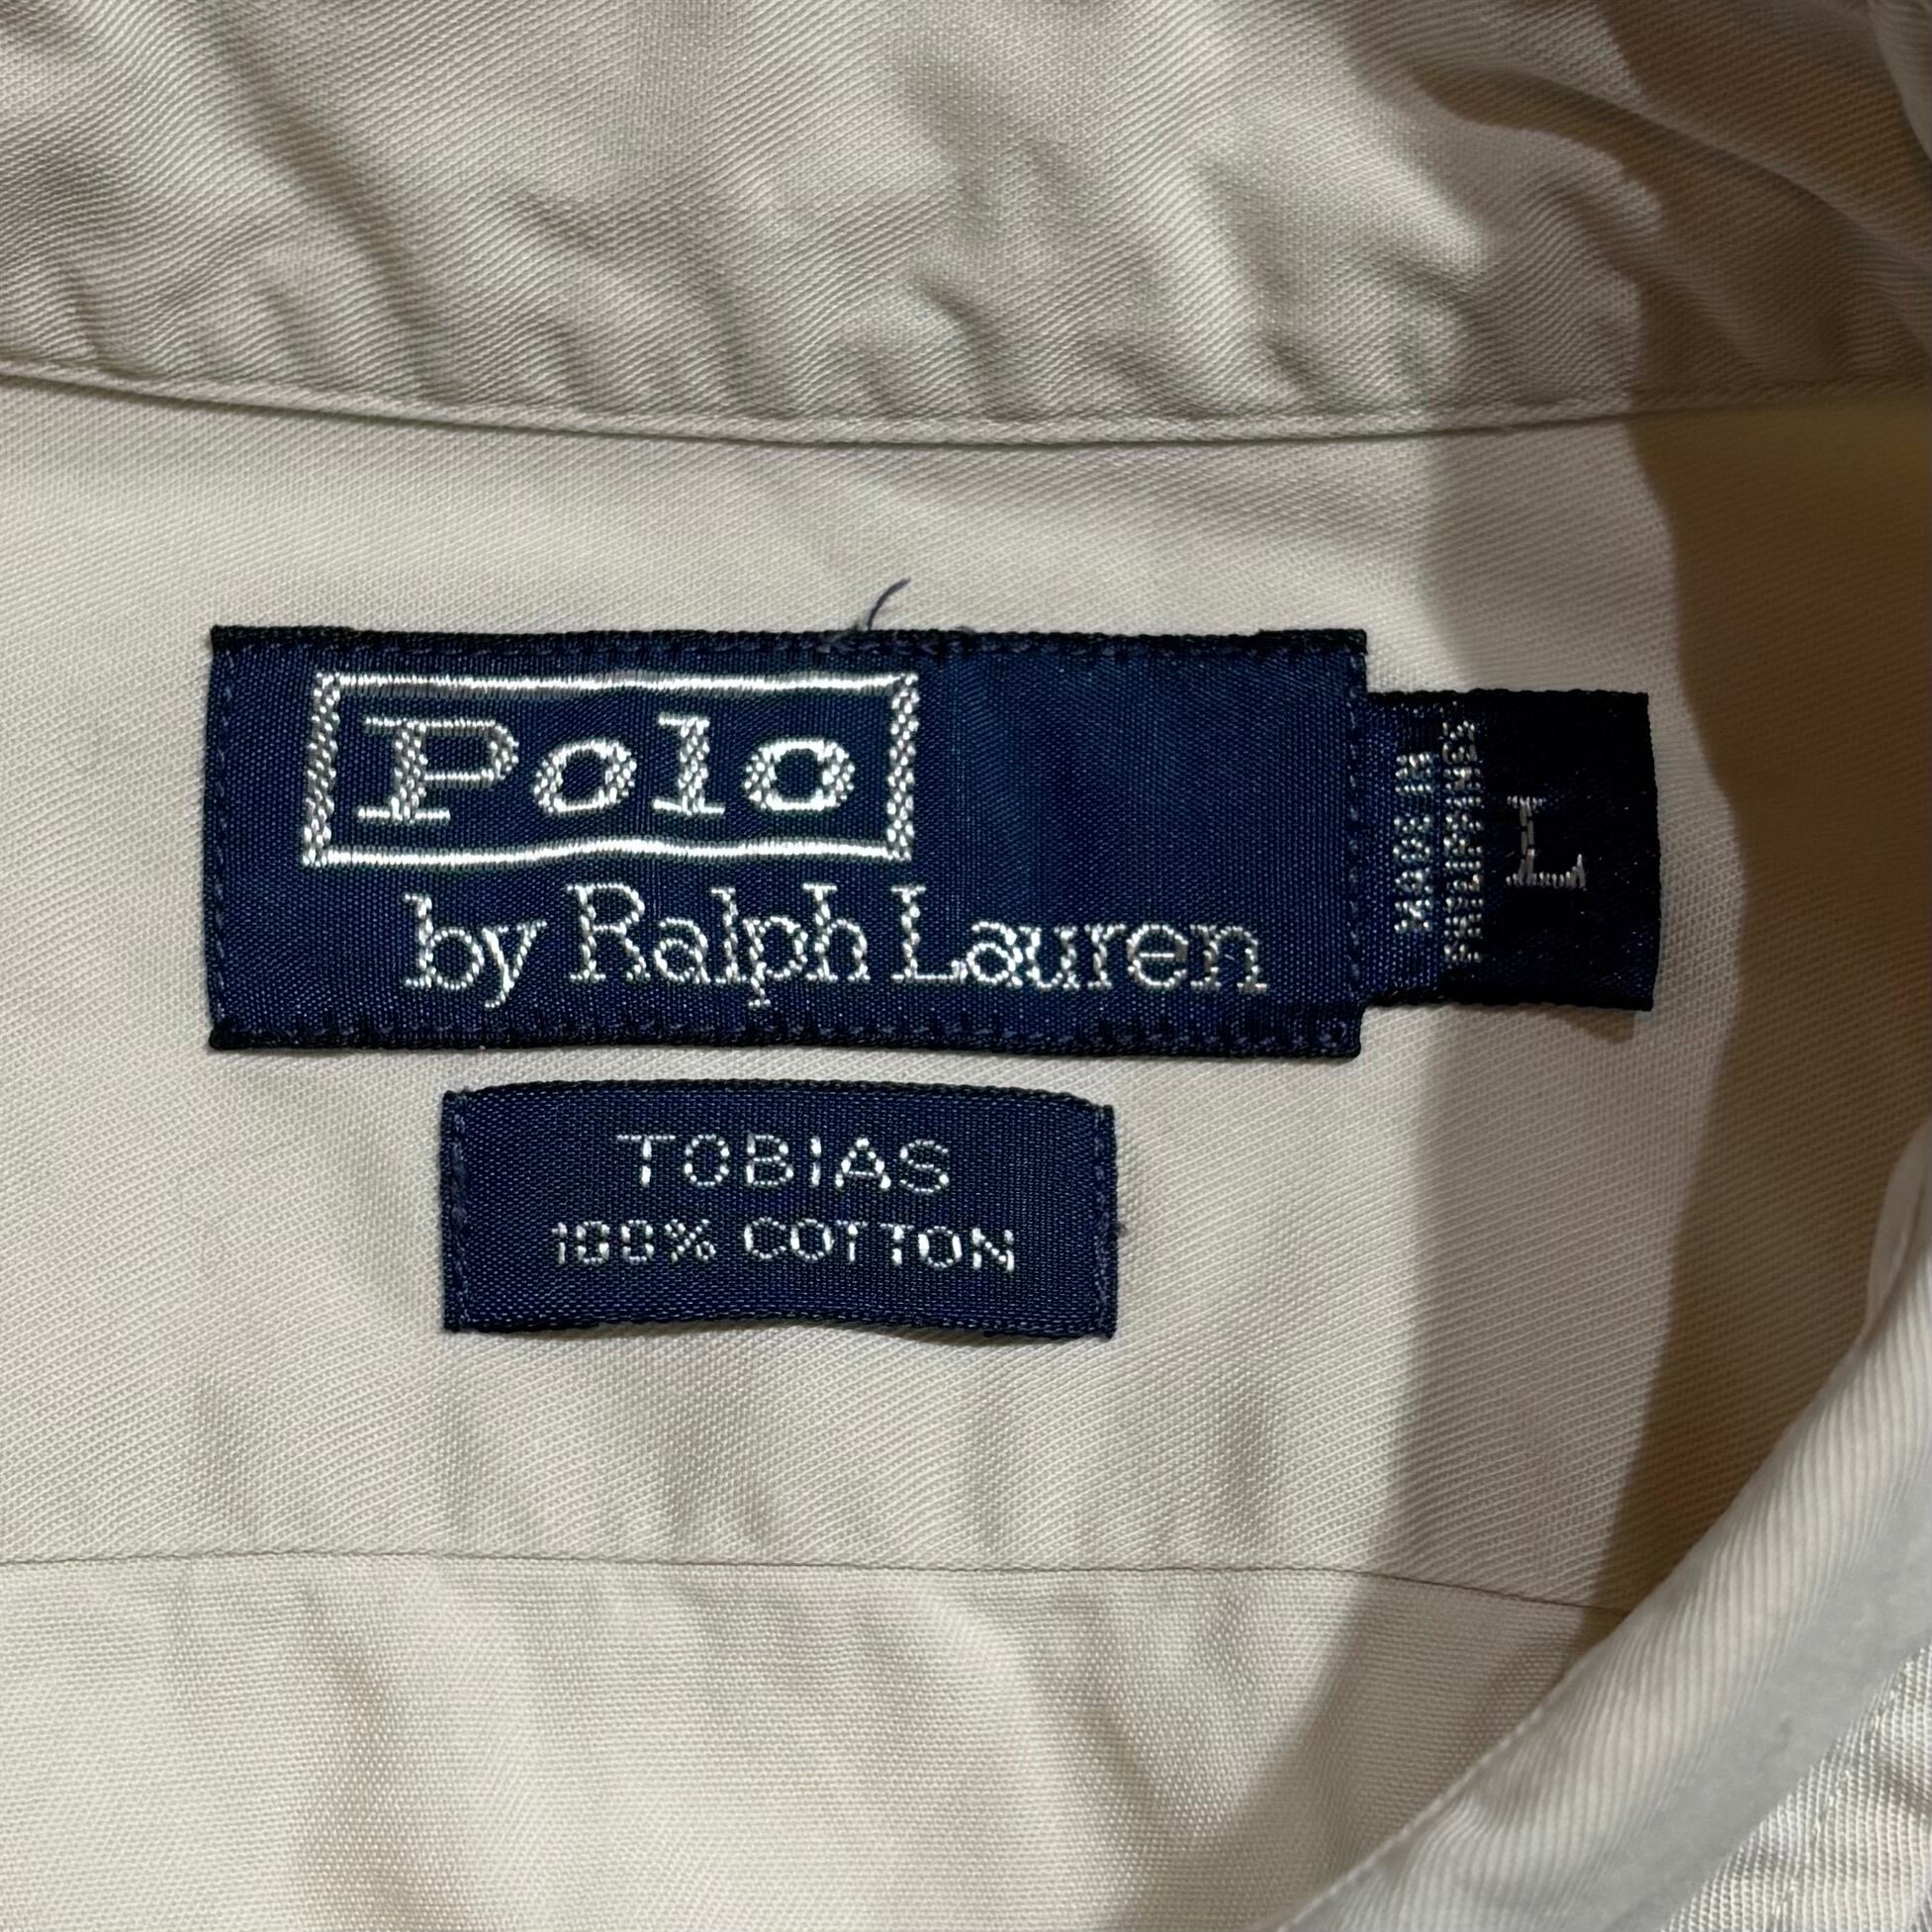 Polo
by Ralph Lauren
MADE IN
PHILIPPINES
L
TOBIAS
100% COTTON